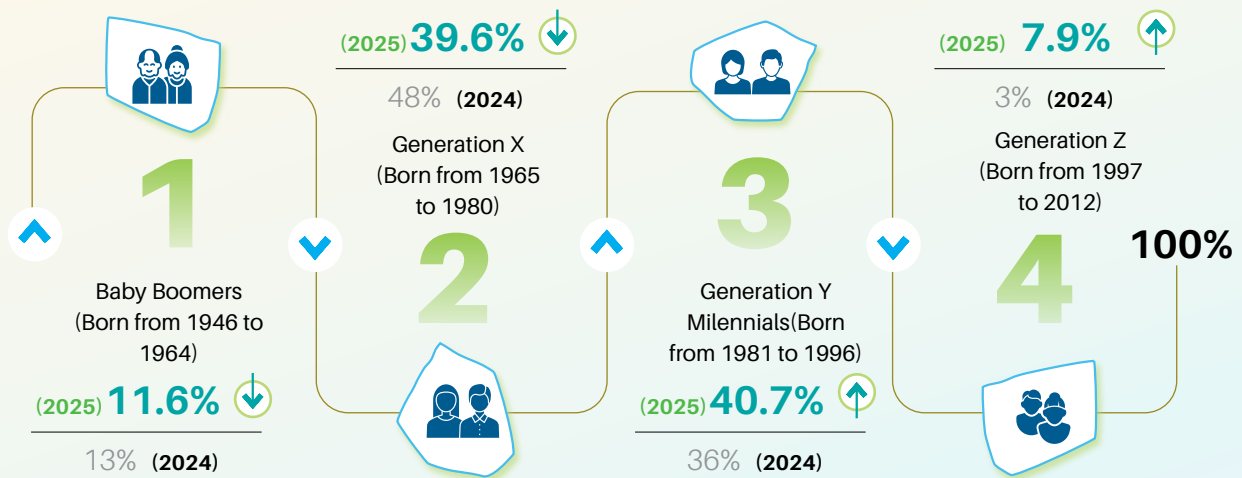 1
Baby Boomers
(Born from 1946 to
1964)
(2025) 11.6%
13% (2024)
(2025) 39.6%
48% (2024)
Generation X
(Born from 1965
to 1980)
2
3
Generation Y
Milennials(Born
from 1981 to 1996)
(2025) 40.7%
36% (2024)
(2025) 7.9%
3% (2024)
Generation Z
(Born from 1997
to 2012)
4
100%